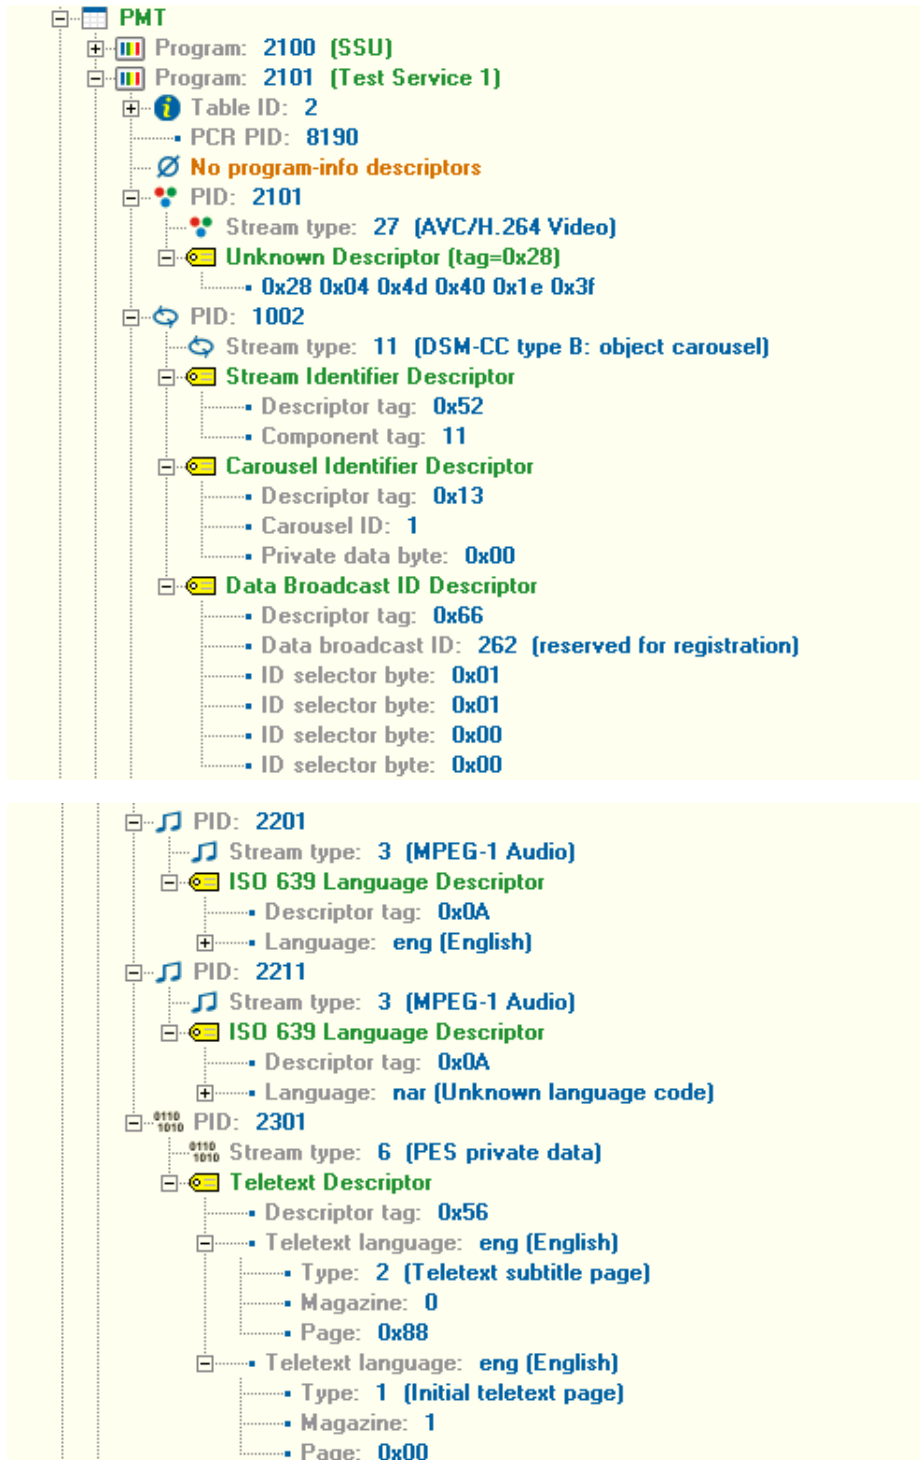 PMT
Program: 2100 (SSU)
Program: 2101 (Test Service 1)
Table ID: 2
PCR PID: 8190
No program-info descriptors
PID: 2101
Stream type: 27 (AVC/H.264 Video)
Unknown Descriptor (tag=0x28)
0x28 0x04 0x4d 0x40 0x1e 0x3f
PID: 1002
Stream type: 11 (DSM-CC type B: object carousel)
Stream Identifier Descriptor
Descriptor tag: 0x52
Component tag: 11
Carousel Identifier Descriptor
Descriptor tag: 0x13
Carousel ID: 1
Private data byte: 0x00
Data Broadcast ID Descriptor
Descriptor tag: 0x66
Data broadcast ID: 262 (reserved for registration)
ID selector byte: 0x01
ID selector byte: 0x01
ID selector byte: 0x00
ID selector byte: 0x00
PID: 2201
Stream type: 3 (MPEG-1 Audio)
ISO 639 Language Descriptor
Descriptor tag: 0x0A
Language: eng (English)
PID: 2211
Stream type: 3 (MPEG-1 Audio)
ISO 639 Language Descriptor
Descriptor tag: 0x0A
Language: nar (Unknown language code)
0110 1010 PID: 2301
0110 1010 Stream type: 6 (PES private data)
Teletext Descriptor
Descriptor tag: 0x56
Teletext language: eng (English)
Type: 2 (Teletext subtitle page)
Magazine: 0
Page: 0x88
Teletext language: eng (English)
Type: 1 (Initial teletext page)
Magazine: 1
Page: 0x00